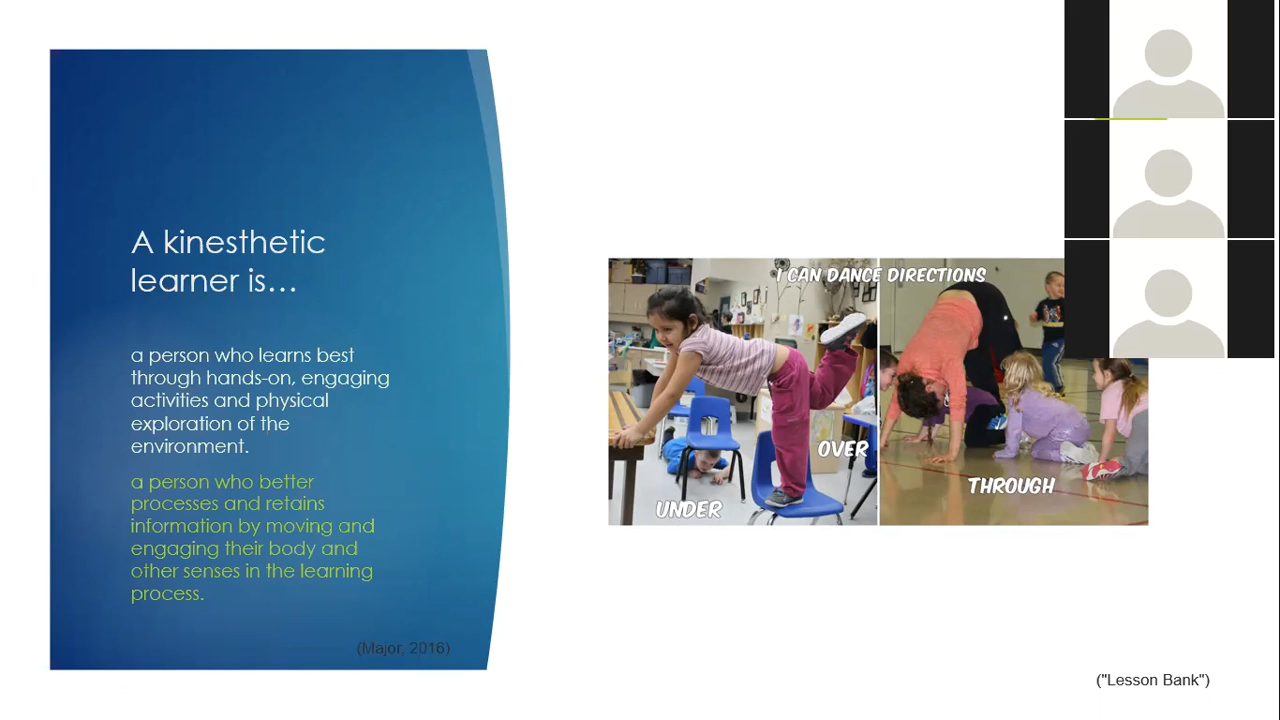 A kinesthetic
learner is…
a person who learns best
through hands-on, engaging
activities and physical
exploration of the
environment.
a person who better
processes and retains
information by moving and
engaging their body and
other senses in the learning
process.
(Major, 2016)
I CAN DANCE DIRECTIONS
OVER
UNDER
THROUGH
("Lesson Bank")